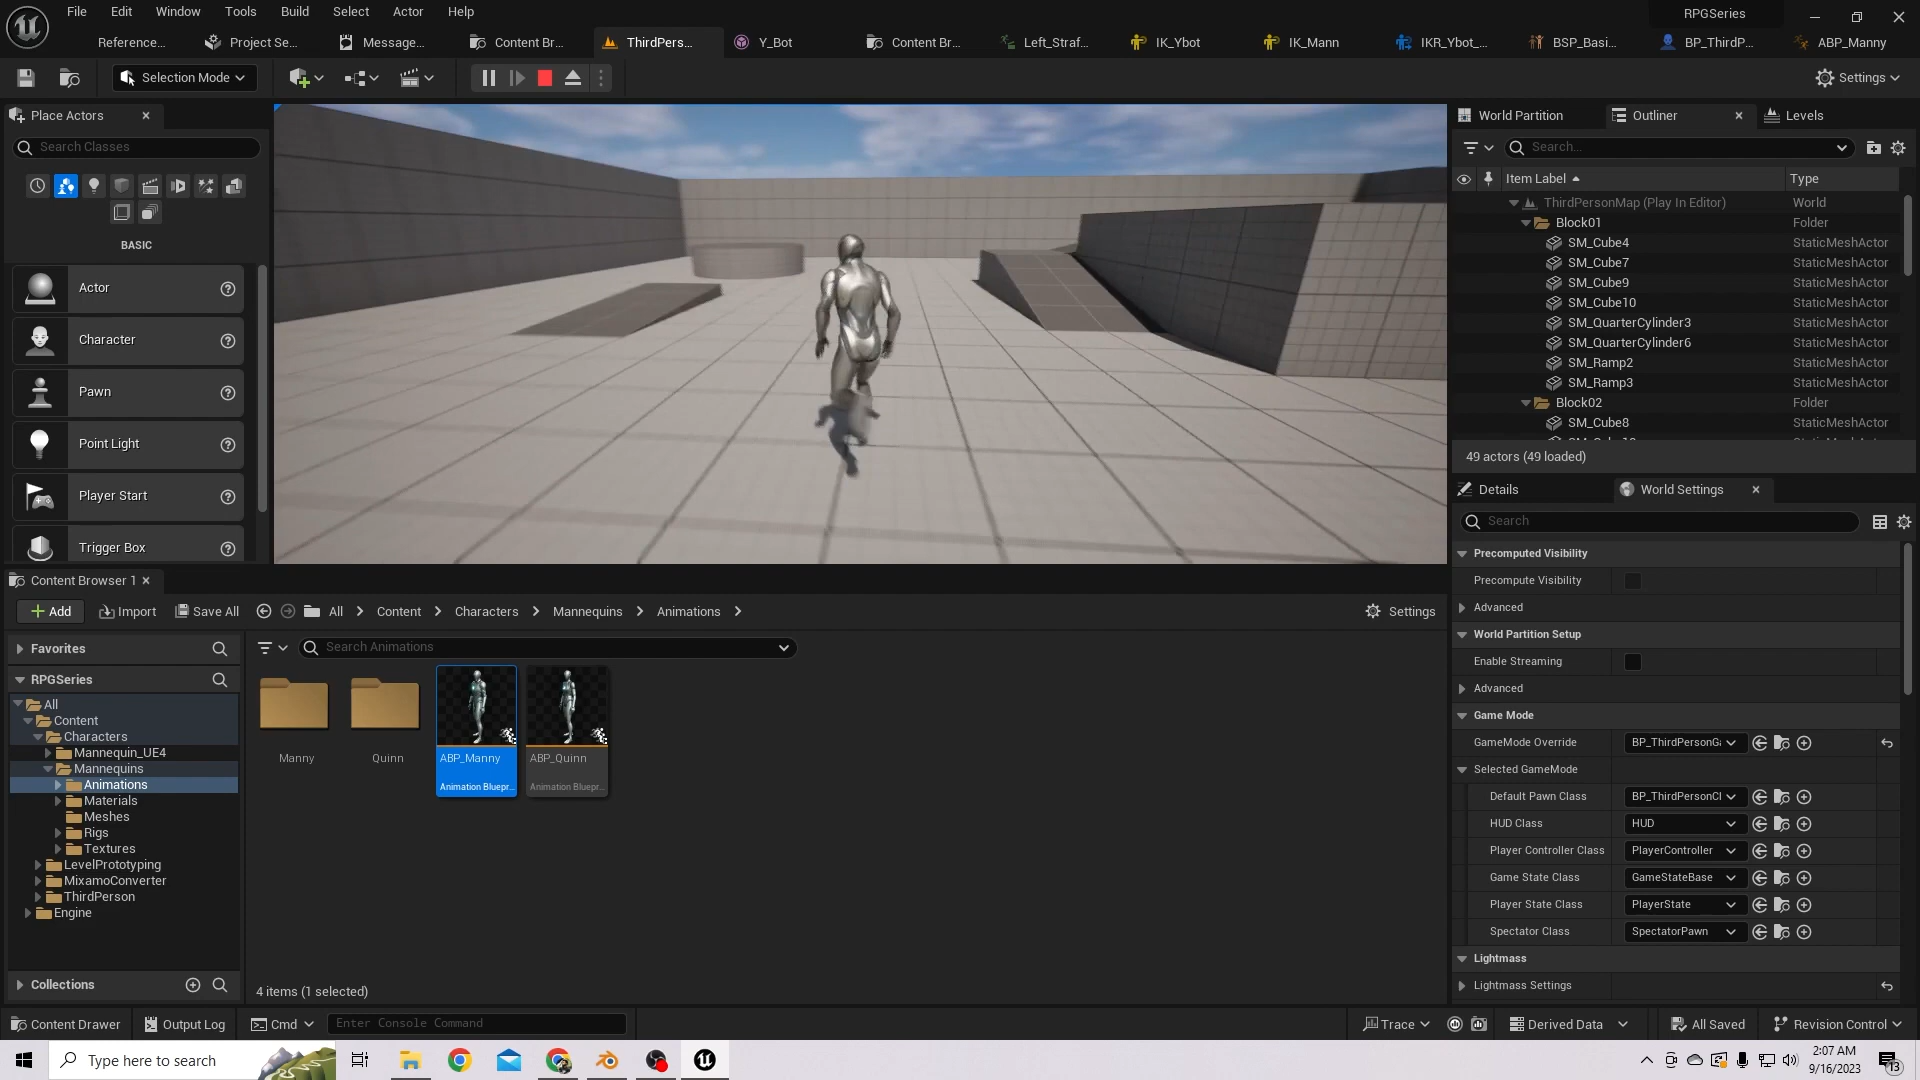 File Edit Window Tools Build Select Actor Help
RPGSeries
Reference... Project Se... Message... Content Br... ThirdPers... Y_Bot Content Br... Left_Straf... IK_Ybot IK_Mann IKR_Ybot_... BSP_Basi... BP_ThirdP... ABP_Manny
Selection Mode
Settings
Place Actors
Search Classes
BASIC
Actor
Character
Pawn
Point Light
Player Start
Trigger Box
World Partition Outliner Levels
Search...
Item Label Type
ThirdPersonMap (Play In Editor) World
Block01 Folder
SM_Cube4 StaticMeshActor
SM_Cube7 StaticMeshActor
SM_Cube9 StaticMeshActor
SM_Cube10 StaticMeshActor
SM_QuarterCylinder3 StaticMeshActor
SM_QuarterCylinder6 StaticMeshActor
SM_Ramp2 StaticMeshActor
SM_Ramp3 StaticMeshActor
Block02 Folder
SM_Cube8 StaticMeshActor
49 actors (49 loaded)
Details World Settings
Search
Precomputed Visibility
Precompute Visibility
Advanced
World Partition Setup
Enable Streaming
Advanced
Game Mode
GameMode Override BP_ThirdPersonGa
Selected GameMode
Default Pawn Class BP_ThirdPersonCl
HUD Class HUD
Player Controller Class PlayerController
Game State Class GameStateBase
Player State Class PlayerState
Spectator Class SpectatorPawn
Lightmass
Lightmass Settings
Content Browser 1
Add Import Save All All Content Characters Mannequins Animations Settings
Favorites
RPGSeries
All
Content
Characters
Mannequin_UE4
Mannequins
Animations
Materials
Meshes
Rigs
Textures
LevelPrototyping
MixamoConverter
ThirdPerson
Engine
Collections
Search Animations
Manny Quinn ABP_Manny ABP_Quinn
Animation Bluepr... Animation Bluepr...
4 items (1 selected)
Content Drawer Output Log Cmd Enter Console Command Trace Derived Data All Saved Revision Control
Type here to search
2:07 AM
9/16/2023
13